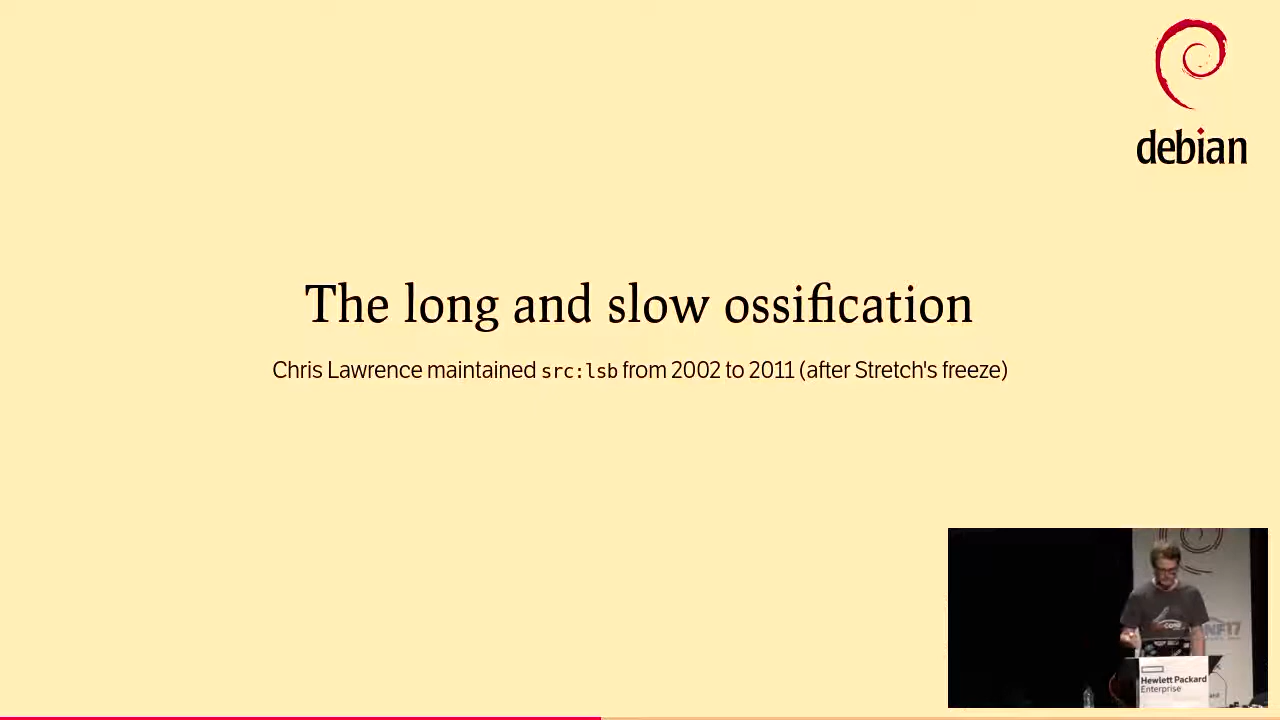 debian
The long and slow ossification
Chris Lawrence maintained src:lsb from 2002 to 2011 (after Stretch's freeze)
NF17
Hewlett Packard
Enterprise